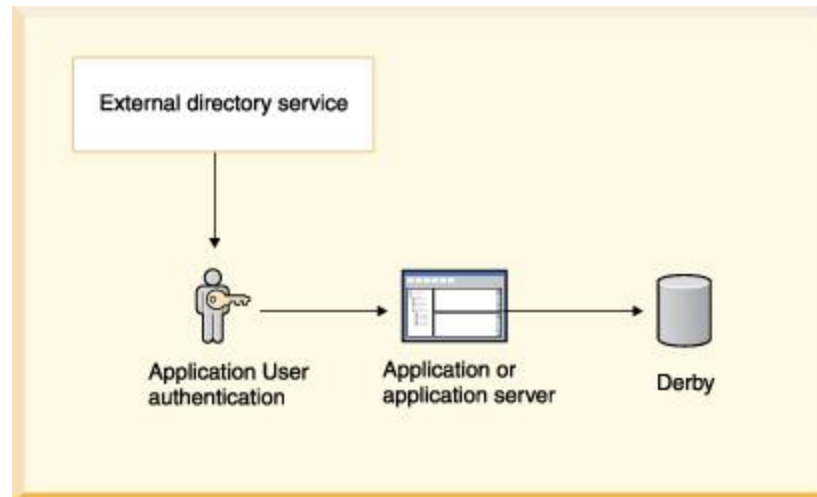 External directory service
Application User
authentication
Application or
application server
Derby